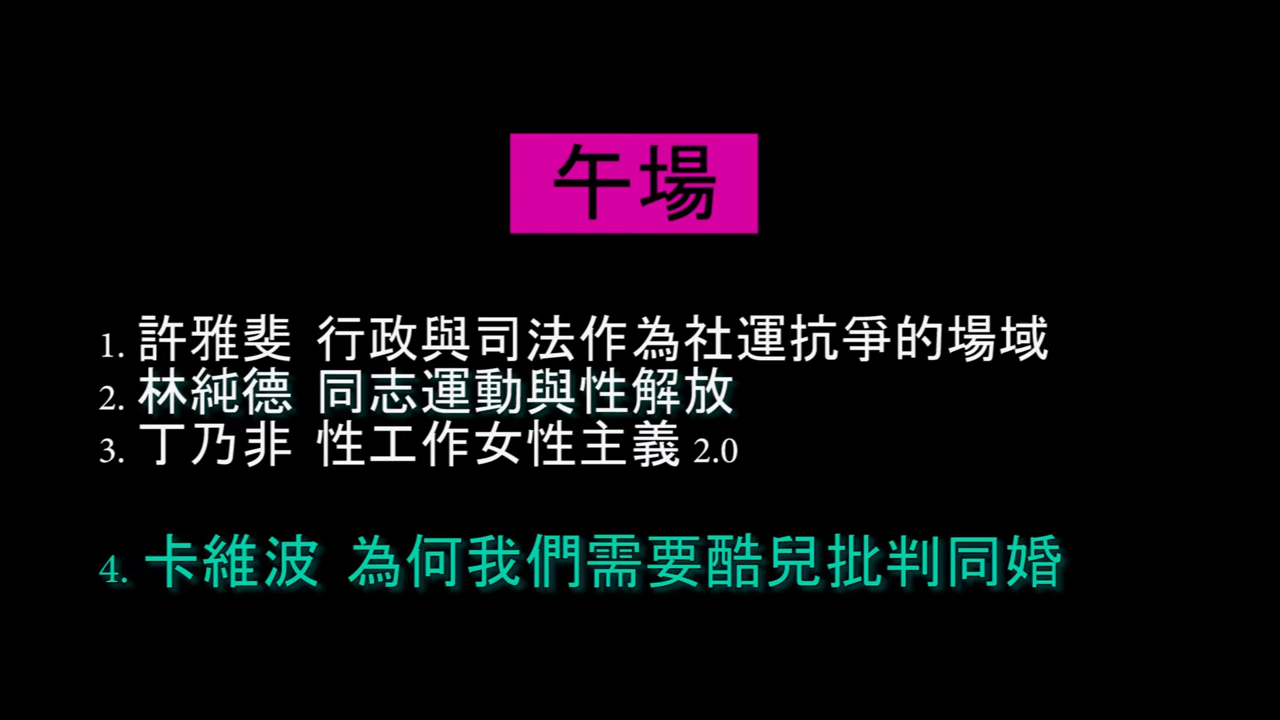 午場
1. 許雅斐 行政與司法作為社運抗爭的場域
2. 林純德 同志運動與性解放
3. 丁乃非 性工作女性主義 2.0
4. 卡維波 為何我們需要酷兒批判同婚